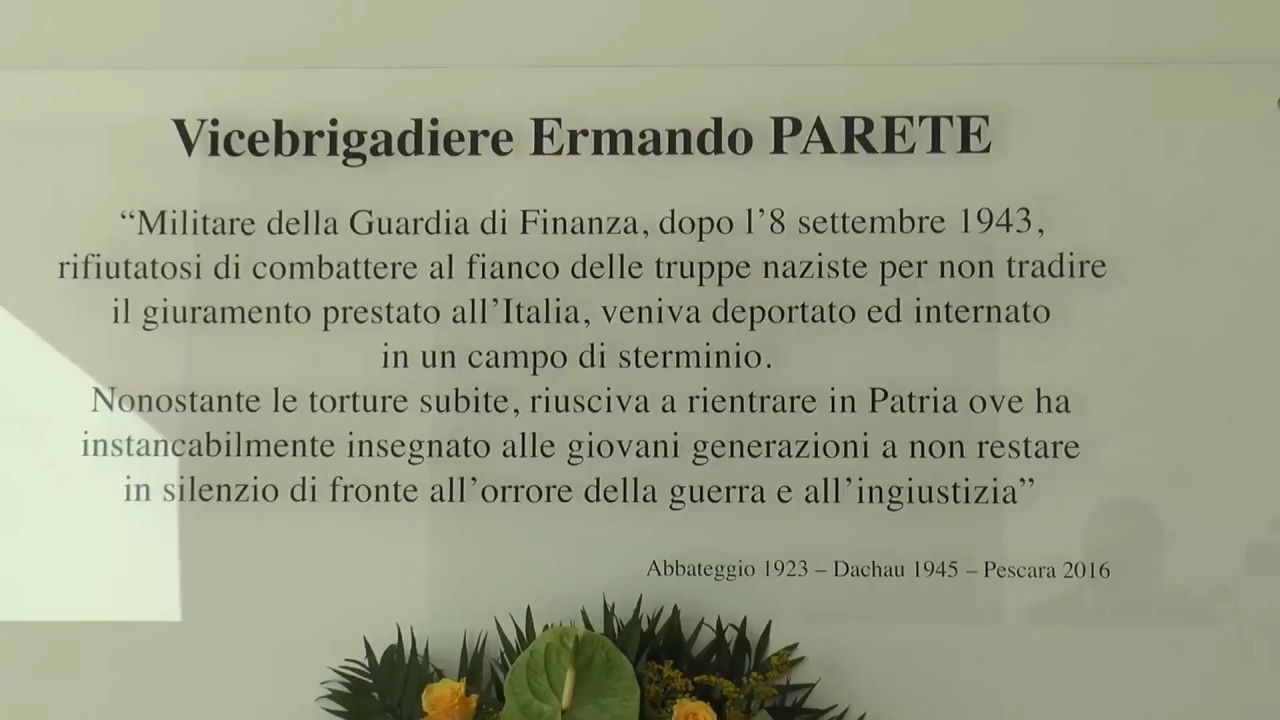 Vicebrigadiere Ermando PARETE
“Militare della Guardia di Finanza, dopo l’8 settembre 1943,
rifiutatosi di combattere al fianco delle truppe naziste per non tradire
il giuramento prestato all’Italia, veniva deportato ed internato
in un campo di sterminio.
Nonostante le torture subite, riusciva a rientrare in Patria ove ha
instancabilmente insegnato alle giovani generazioni a non restare
in silenzio di fronte all’orrore della guerra e all’ingiustizia”
Abbateggio 1923 – Dachau 1945 – Pescara 2016